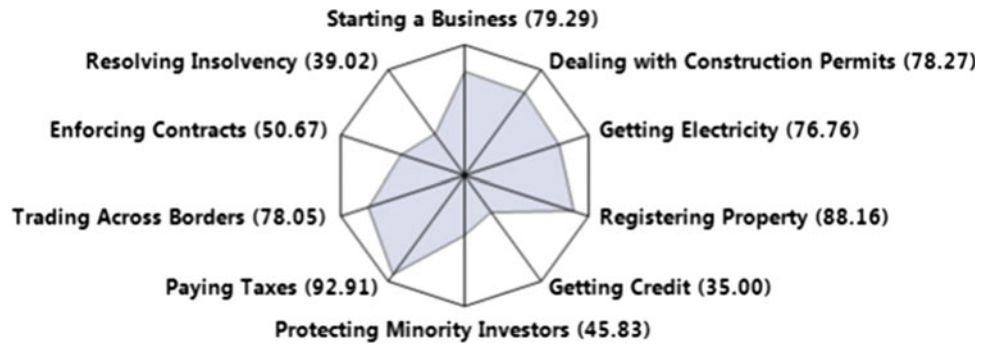 Starting a Business (79.29)
Resolving Insolvency (39.02)
Dealing with Construction Permits (78.27)
Enforcing Contracts (50.67)
Getting Electricity (76.76)
Trading Across Borders (78.05)
Registering Property (88.16)
Paying Taxes (92.91)
Getting Credit (35.00)
Protecting Minority Investors (45.83)